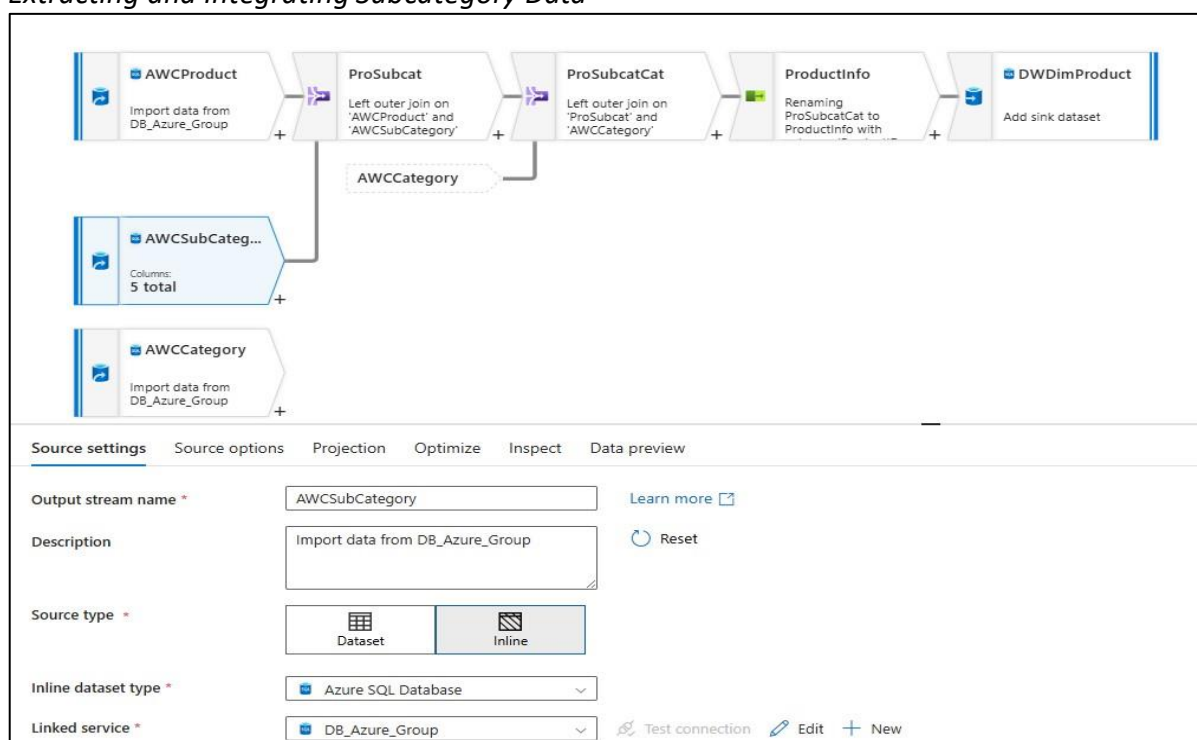 Extracting and Integrating Subcategory Data
AWCProduct
Import data from
DB_Azure_Group
+
ProSubcat
Left outer join on
'AWCProduct' and
'AWCSubCategory'
+
ProSubcatCat
Left outer join on
'ProSubcat' and
'AWCCategory'
+
ProductInfo
Renaming
ProSubcatCat to
ProductInfo with
+
DWDimProduct
Add sink dataset
AWCCategory
AWCSubCateg...
Columns:
5 total
+
AWCCategory
Import data from
DB_Azure_Group
+
Source settings Source options Projection Optimize Inspect Data preview
Output stream name * AWCSubCategory Learn more
Description Import data from DB_Azure_Group Reset
Source type * Dataset Inline
Inline dataset type * Azure SQL Database
Linked service * DB_Azure_Group Test connection Edit + New